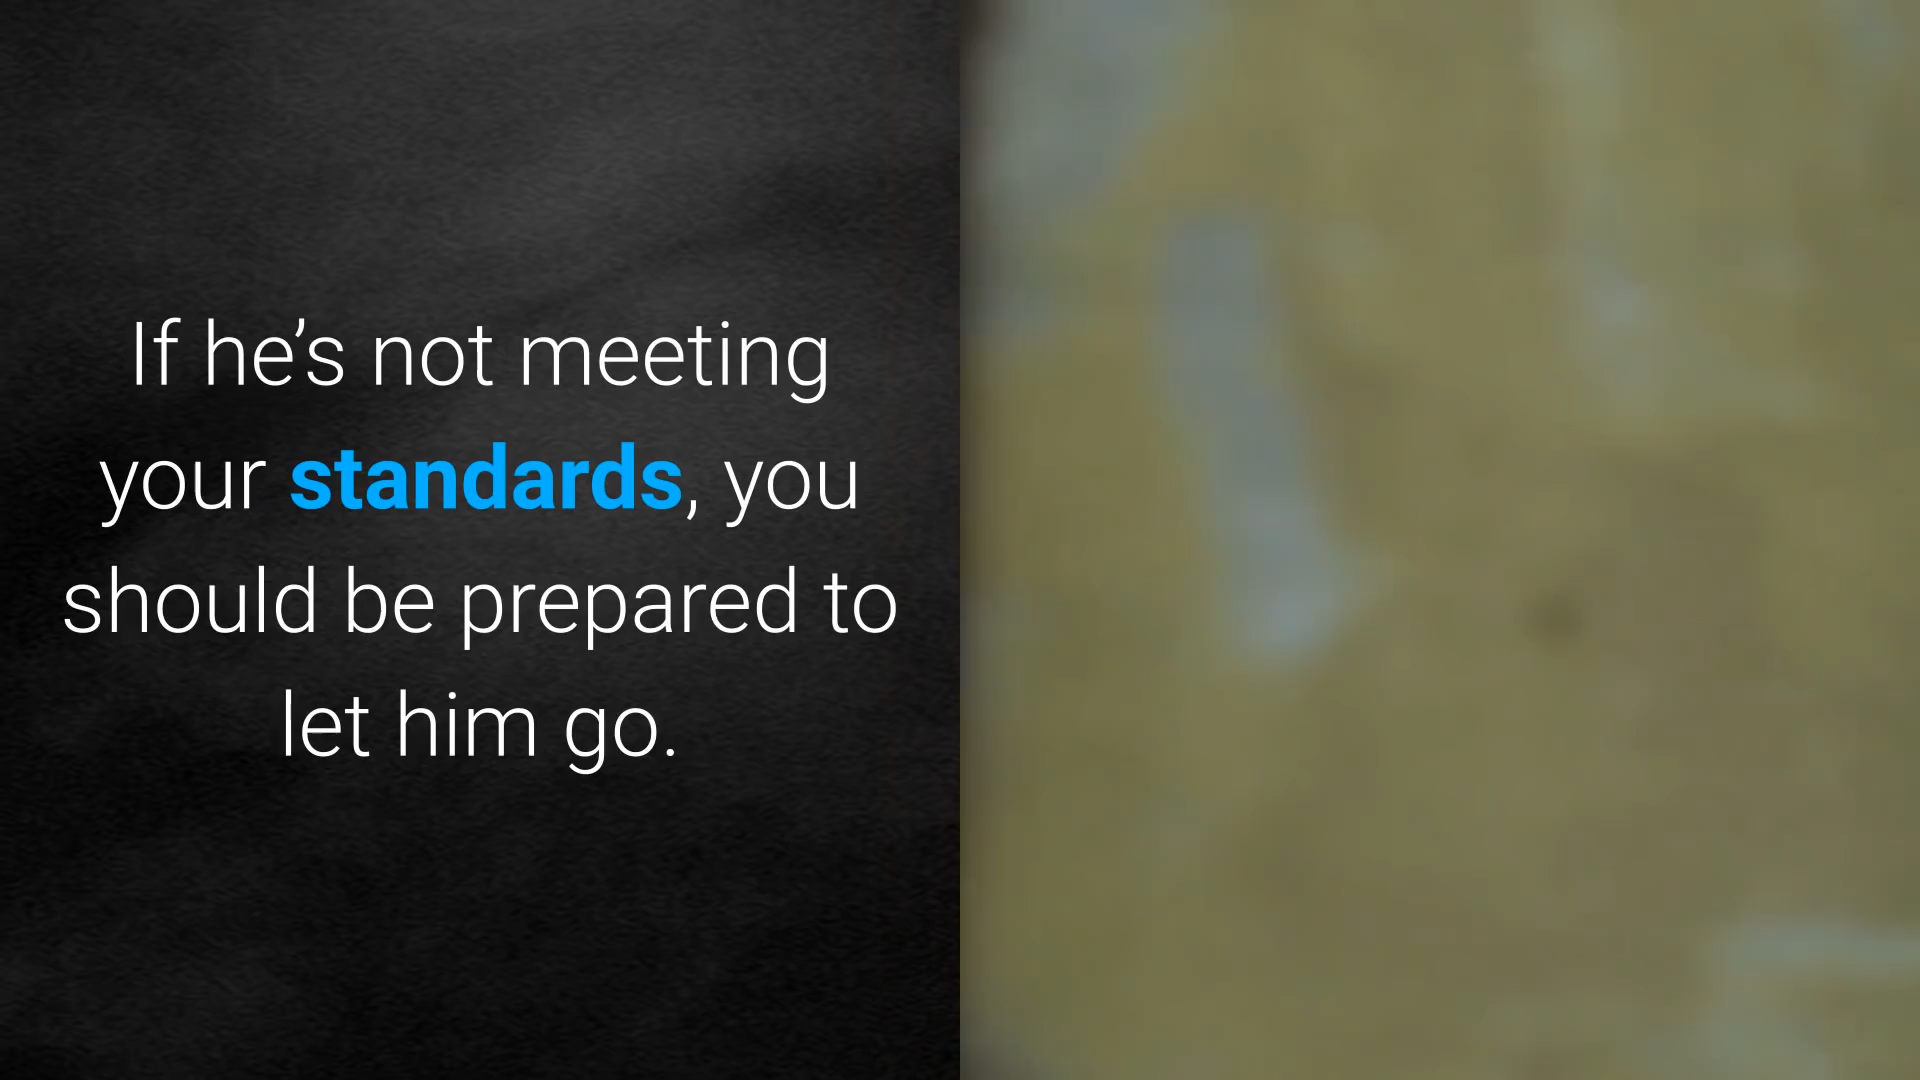 If he’s not meeting
your standards, you
should be prepared to
let him go.